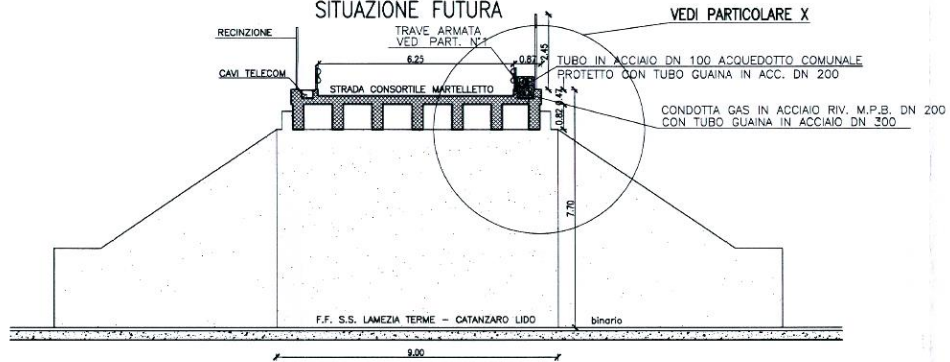 SITUAZIONE FUTURA
VEDI PARTICOLARE X
RECINZIONE
TRAVE ARMATA
VED PART. N°1
2.45
6.25
0.87
TUBO IN ACCIAIO DN 100 ACQUEDOTTO COMUNALE
PROTETTO CON TUBO GUAINA IN ACC. DN 200
CAVI TELECOM
STRADA CONSORTILE MARTELLETTO
CONDOTTA GAS IN ACCIAIO RIV. M.P.B. DN 200
CON TUBO GUAINA IN ACCIAIO DN 300
0.82
7.70
F.F. S.S. LAMEZIA TERME - CATANZARO LIDO
binario
9.00